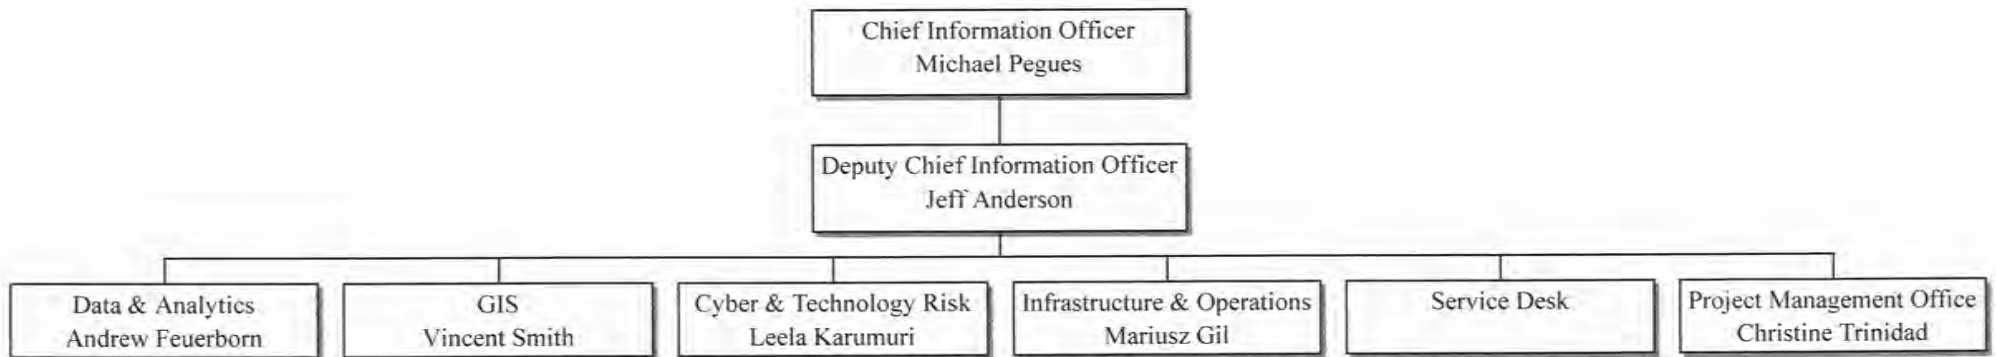 Chief Information Officer
Michael Pegues
Deputy Chief Information Officer
Jeff Anderson
Data & Analytics
Andrew Feuerborn
GIS
Vincent Smith
Cyber & Technology Risk
Leela Karumuri
Infrastructure & Operations
Mariusz Gil
Service Desk
Project Management Office
Christine Trinidad